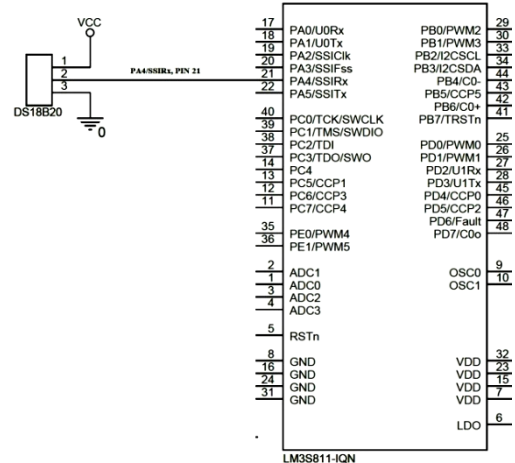 VCC
1
2
3
DS18B20
0
PA4/SSIRx, PIN 21
17 PA0/U0Rx
18 PA1/U0Tx
19 PA2/SSIClk
20 PA3/SSIFss
21 PA4/SSIRx
22 PA5/SSITx
40 PC0/TCK/SWCLK
39 PC1/TMS/SWDIO
38 PC2/TDI
37 PC3/TDO/SWO
14 PC4
13 PC5/CCP1
12 PC6/CCP3
11 PC7/CCP4
35 PE0/PWM4
36 PE1/PWM5
2 ADC1
1 ADC0
3 ADC2
4 ADC3
5 RSTn
8 GND
16 GND
24 GND
31 GND
PB0/PWM2 29
PB1/PWM3 30
PB2/I2CSCL 33
PB3/I2CSDA 34
PB4/C0- 44
PB5/CCP5 43
PB6/C0+ 42
PB7/TRSTn 41
PD0/PWM0 25
PD1/PWM1 26
PD2/U1Rx 27
PD3/U1Tx 28
PD4/CCP0 45
PD5/CCP2 46
PD6/Fault 47
PD7/C0o 48
OSC0 9
OSC1 10
VDD 32
VDD 23
VDD 15
VDD 7
LDO 6
LM3S811-IQN